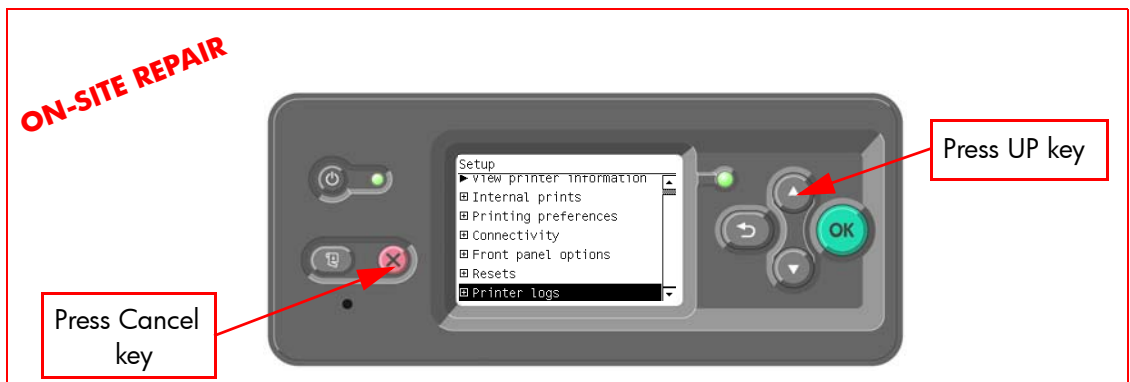 ON-SITE REPAIR
Setup
View printer information
Internal prints
Printing preferences
Connectivity
Front panel options
Resets
Printer logs
OK
Press UP key
Press Cancel
key